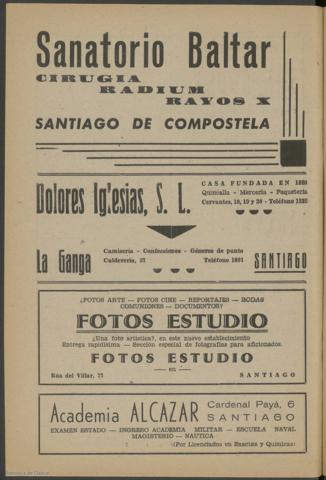 Sanatorio Baltar
CIRUGIA
RADIUM
RAYOS X
SANTIAGO DE COMPOSTELA
Dolores Iglesias, S. L.
CASA FUNDADA EN 1880
Quincalla - Mercería - Paquetería
Cervantes, 18, 19 y 20 - Teléfono 1225
La Ganga
Camisería - Confecciones - Géneros de punto
Calderería, 57 Teléfono 1891
SANTIAGO
¿FOTOS ARTE — FOTOS CINE — REPORTAJES — BODAS
COMUNIONES — DOCUMENTOS?
FOTOS ESTUDIO
¿Una foto artística?, en este nuevo establecimiento
Entrega rapidísima — Sección especial de fotografías para aficionados.
FOTOS ESTUDIO
— en —
Rúa del Villar, 77 SANTIAGO
Academia ALCAZAR
Cardenal Payá, 6
SANTIAGO
EXAMEN ESTADO — INGRESO ACADEMIA MILITAR — ESCUELA NAVAL
MAGISTERIO — NAUTICA
(Por Licenciados en Exactas y Químicas)